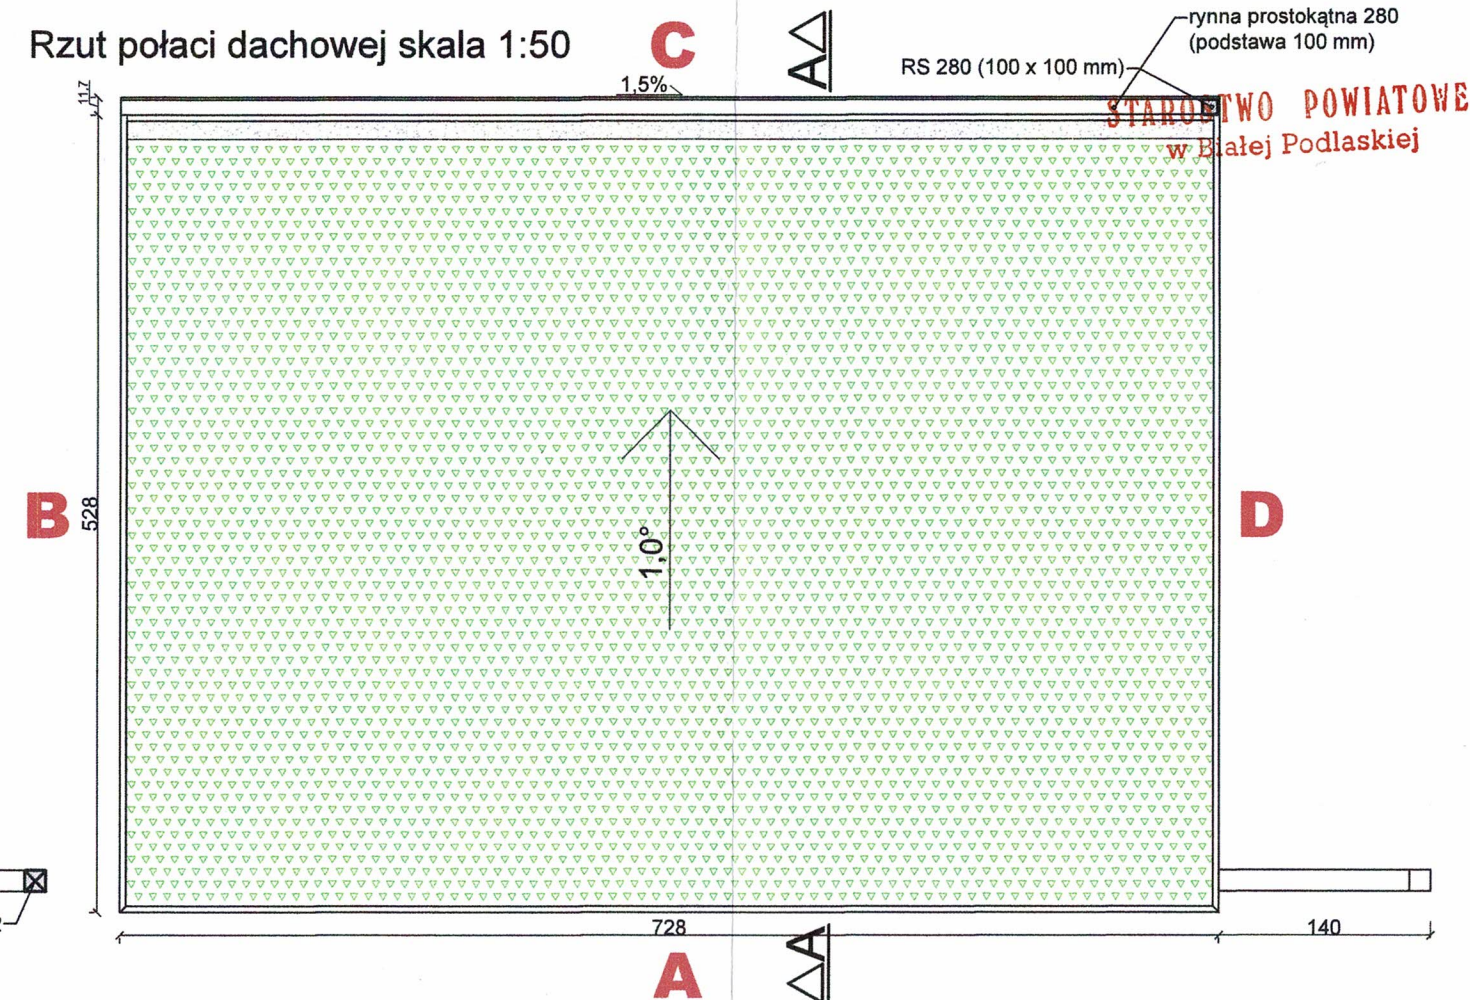 Rzut połaci dachowej skala 1:50
C
A
rynna prostokątna 280
(podstawa 100 mm)
RS 280 (100 x 100 mm)
1,5%
11,7
STAROSTWO POWIATOWE
w Białej Podlaskiej
B
528
1,0°
D
728
140
A
A